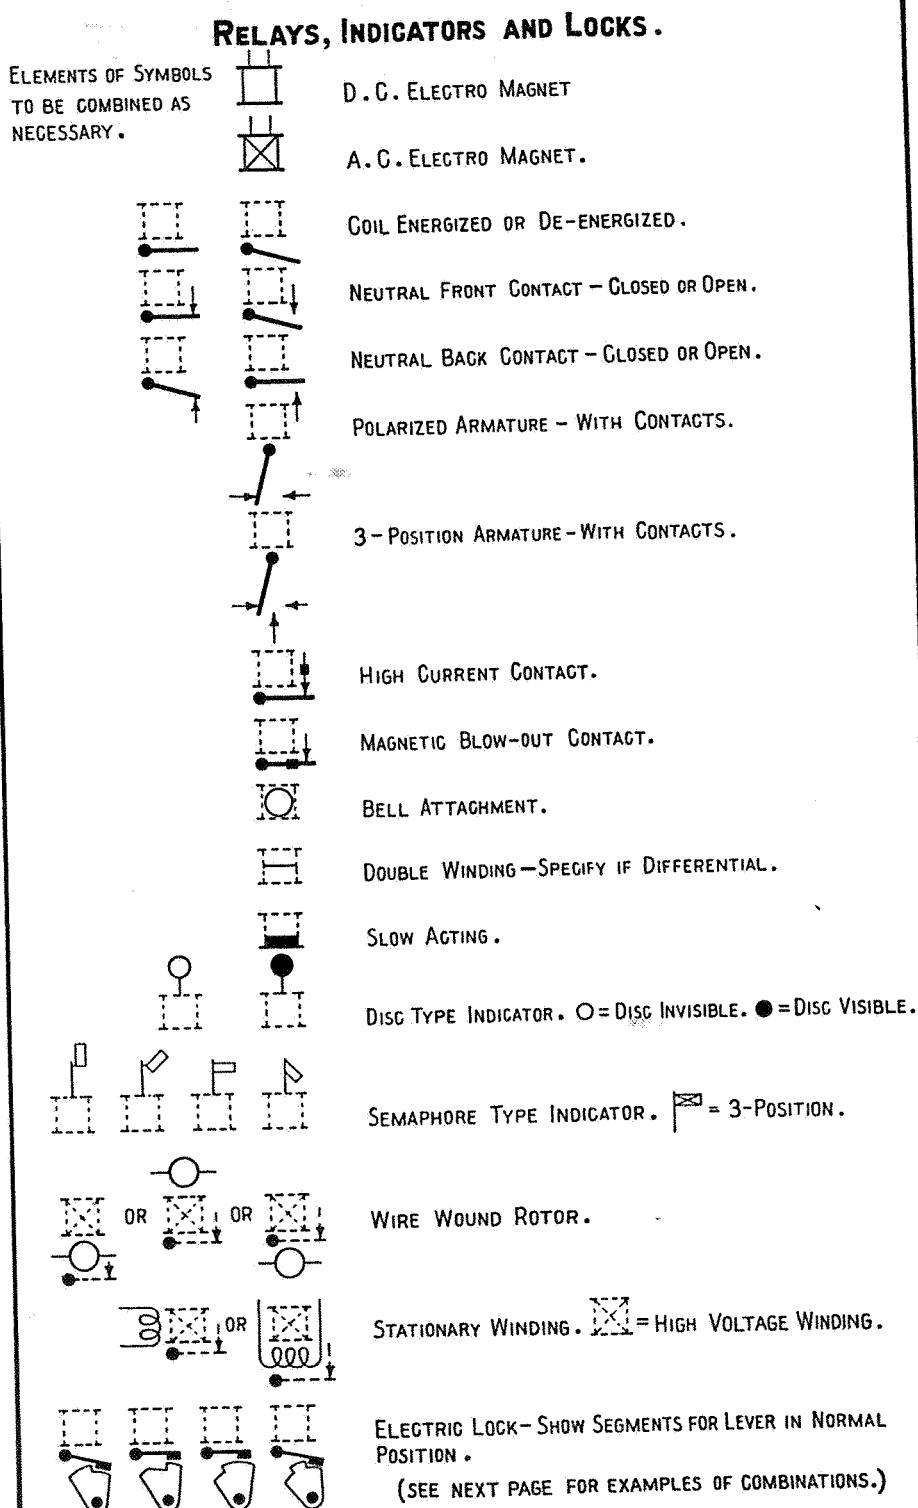 RELAYS, INDICATORS AND LOCKS.
ELEMENTS OF SYMBOLS
TO BE COMBINED AS
NECESSARY.
D.C. ELECTRO MAGNET
A.C. ELECTRO MAGNET.
COIL ENERGIZED OR DE-ENERGIZED.
NEUTRAL FRONT CONTACT – CLOSED OR OPEN.
NEUTRAL BACK CONTACT – CLOSED OR OPEN.
POLARIZED ARMATURE – WITH CONTACTS.
3-POSITION ARMATURE – WITH CONTACTS.
HIGH CURRENT CONTACT.
MAGNETIC BLOW-OUT CONTACT.
BELL ATTACHMENT.
DOUBLE WINDING – SPECIFY IF DIFFERENTIAL.
SLOW ACTING.
DISC TYPE INDICATOR. O = DISC INVISIBLE. ● = DISC VISIBLE.
SEMAPHORE TYPE INDICATOR. = 3-POSITION.
OR OR WIRE WOUND ROTOR.
OR STATIONARY WINDING. = HIGH VOLTAGE WINDING.
ELECTRIC LOCK – SHOW SEGMENTS FOR LEVER IN NORMAL
POSITION.
(SEE NEXT PAGE FOR EXAMPLES OF COMBINATIONS.)